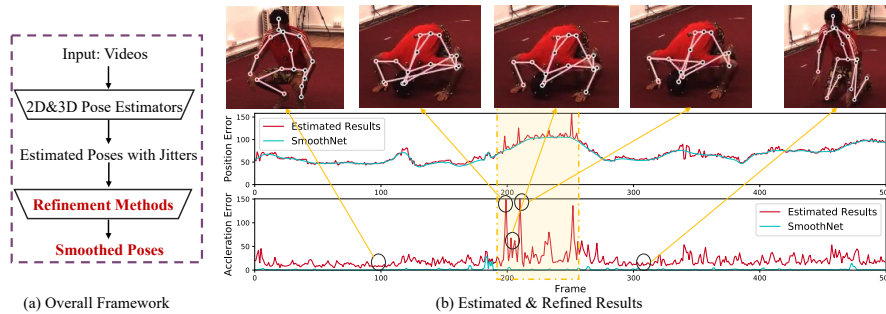 Input: Videos
2D&3D Pose Estimators
Estimated Poses with Jitters
Refinement Methods
Smoothed Poses
(a) Overall Framework
Position Error
150
100
50
0
Estimated Results
SmoothNet
0
100
200
300
400
500
Accleration Error
150
100
50
0
Estimated Results
SmoothNet
0
100
200
300
400
500
Frame
(b) Estimated & Refined Results